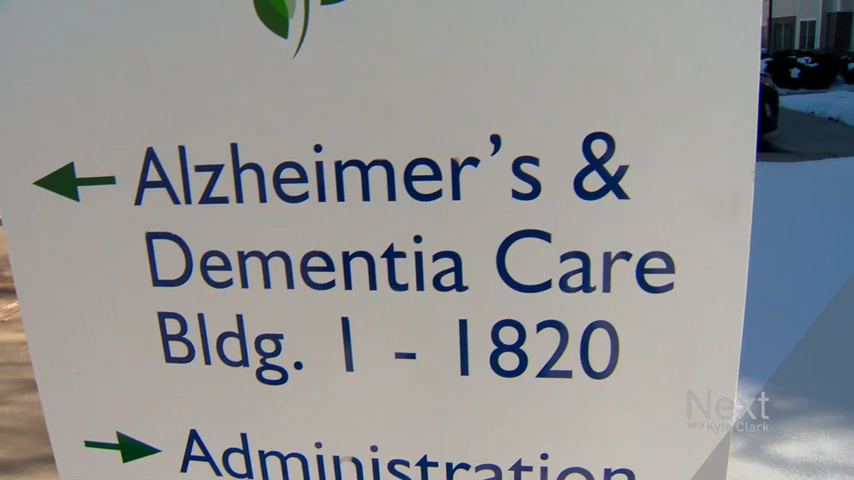 Alzheimer's &
Dementia Care
Bldg. 1 - 1820
Administration
Next
with Kyle Clark